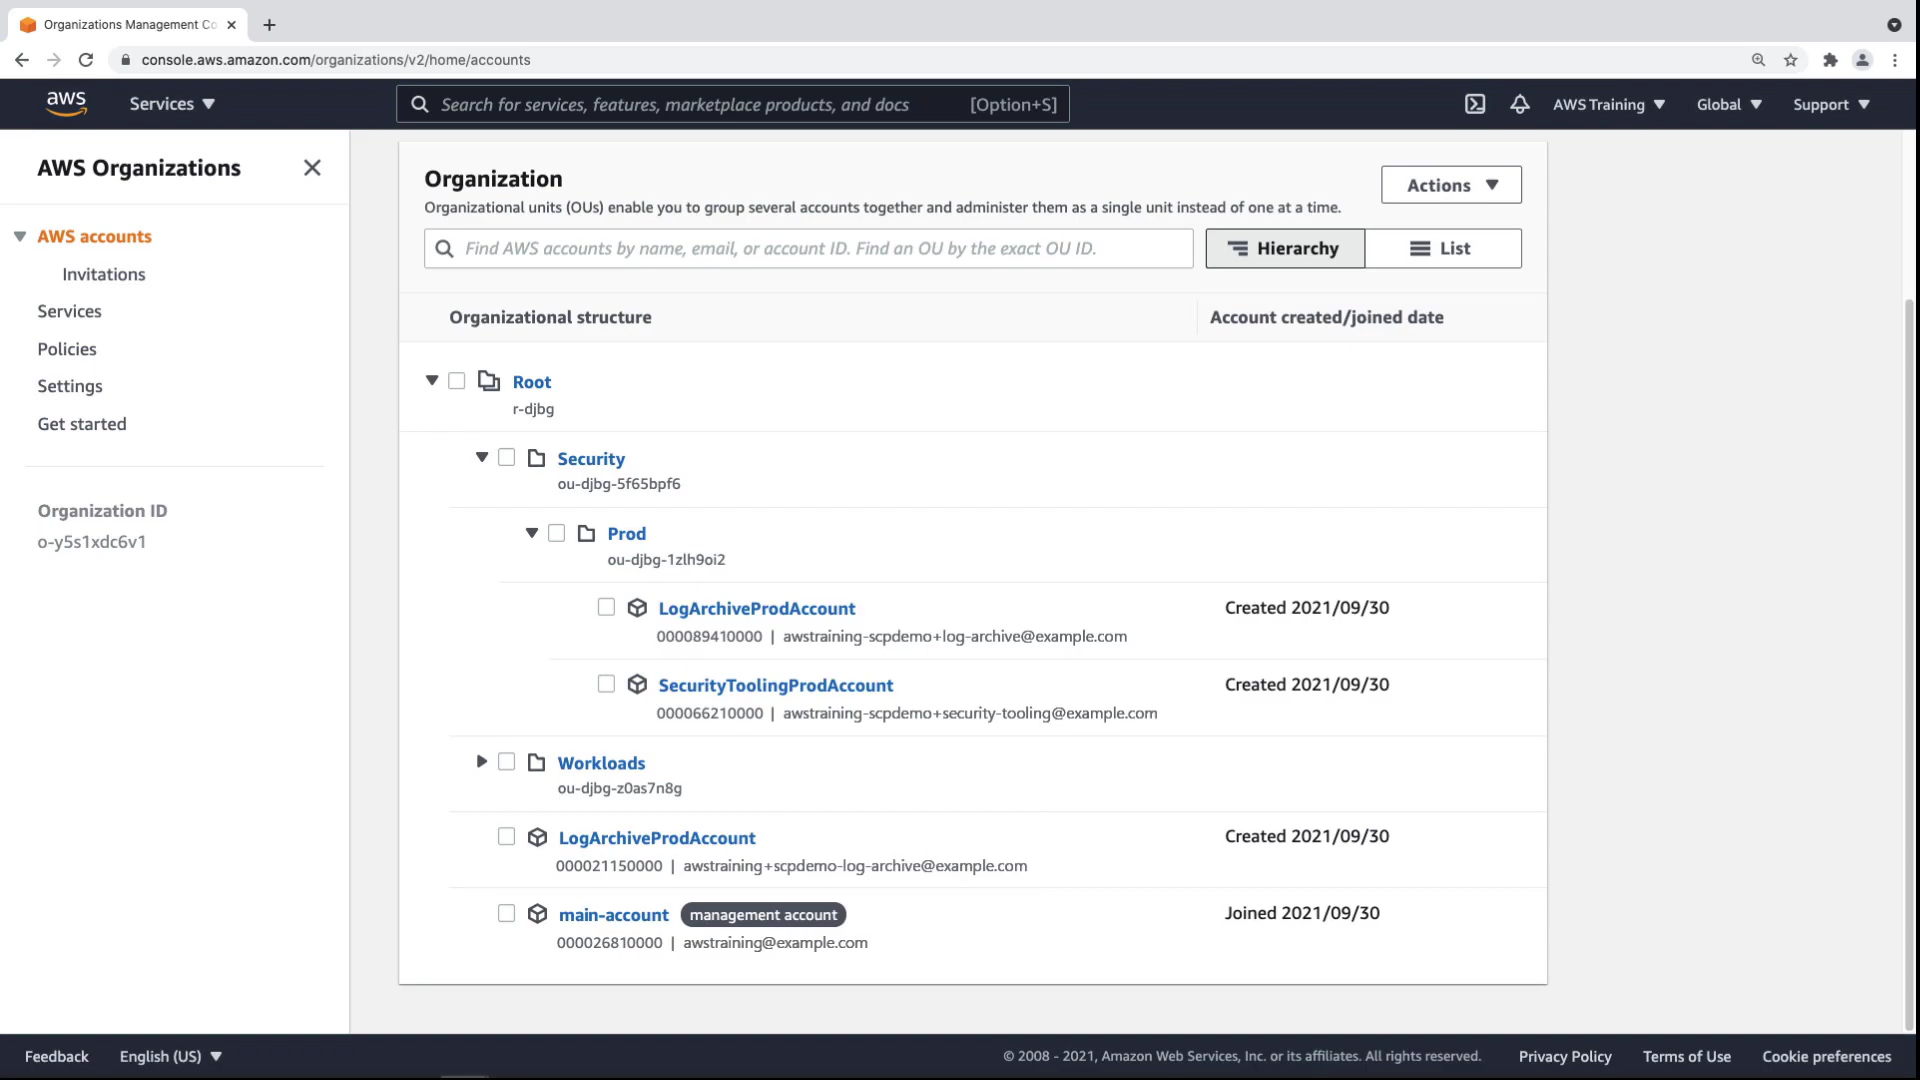 Organizations Management Co
console.aws.amazon.com/organizations/v2/home/accounts
aws
Services
Search for services, features, marketplace products, and docs
[Option+S]
AWS Training
Global
Support
AWS Organizations
AWS accounts
Invitations
Services
Policies
Settings
Get started
Organization ID
o-y5s1xdc6v1
Organization
Actions
Organizational units (OUs) enable you to group several accounts together and administer them as a single unit instead of one at a time.
Find AWS accounts by name, email, or account ID. Find an OU by the exact OU ID.
Hierarchy
List
Organizational structure
Account created/joined date
Root
r-djbg
Security
ou-djbg-5f65bpf6
Prod
ou-djbg-1zlh9oi2
LogArchiveProdAccount
Created 2021/09/30
000089410000 | awstraining-scpdemo+log-archive@example.com
SecurityToolingProdAccount
Created 2021/09/30
000066210000 | awstraining-scpdemo+security-tooling@example.com
Workloads
ou-djbg-z0as7n8g
LogArchiveProdAccount
Created 2021/09/30
000021150000 | awstraining+scpdemo-log-archive@example.com
main-account management account
Joined 2021/09/30
000026810000 | awstraining@example.com
Feedback
English (US)
© 2008 - 2021, Amazon Web Services, Inc. or its affiliates. All rights reserved.
Privacy Policy
Terms of Use
Cookie preferences